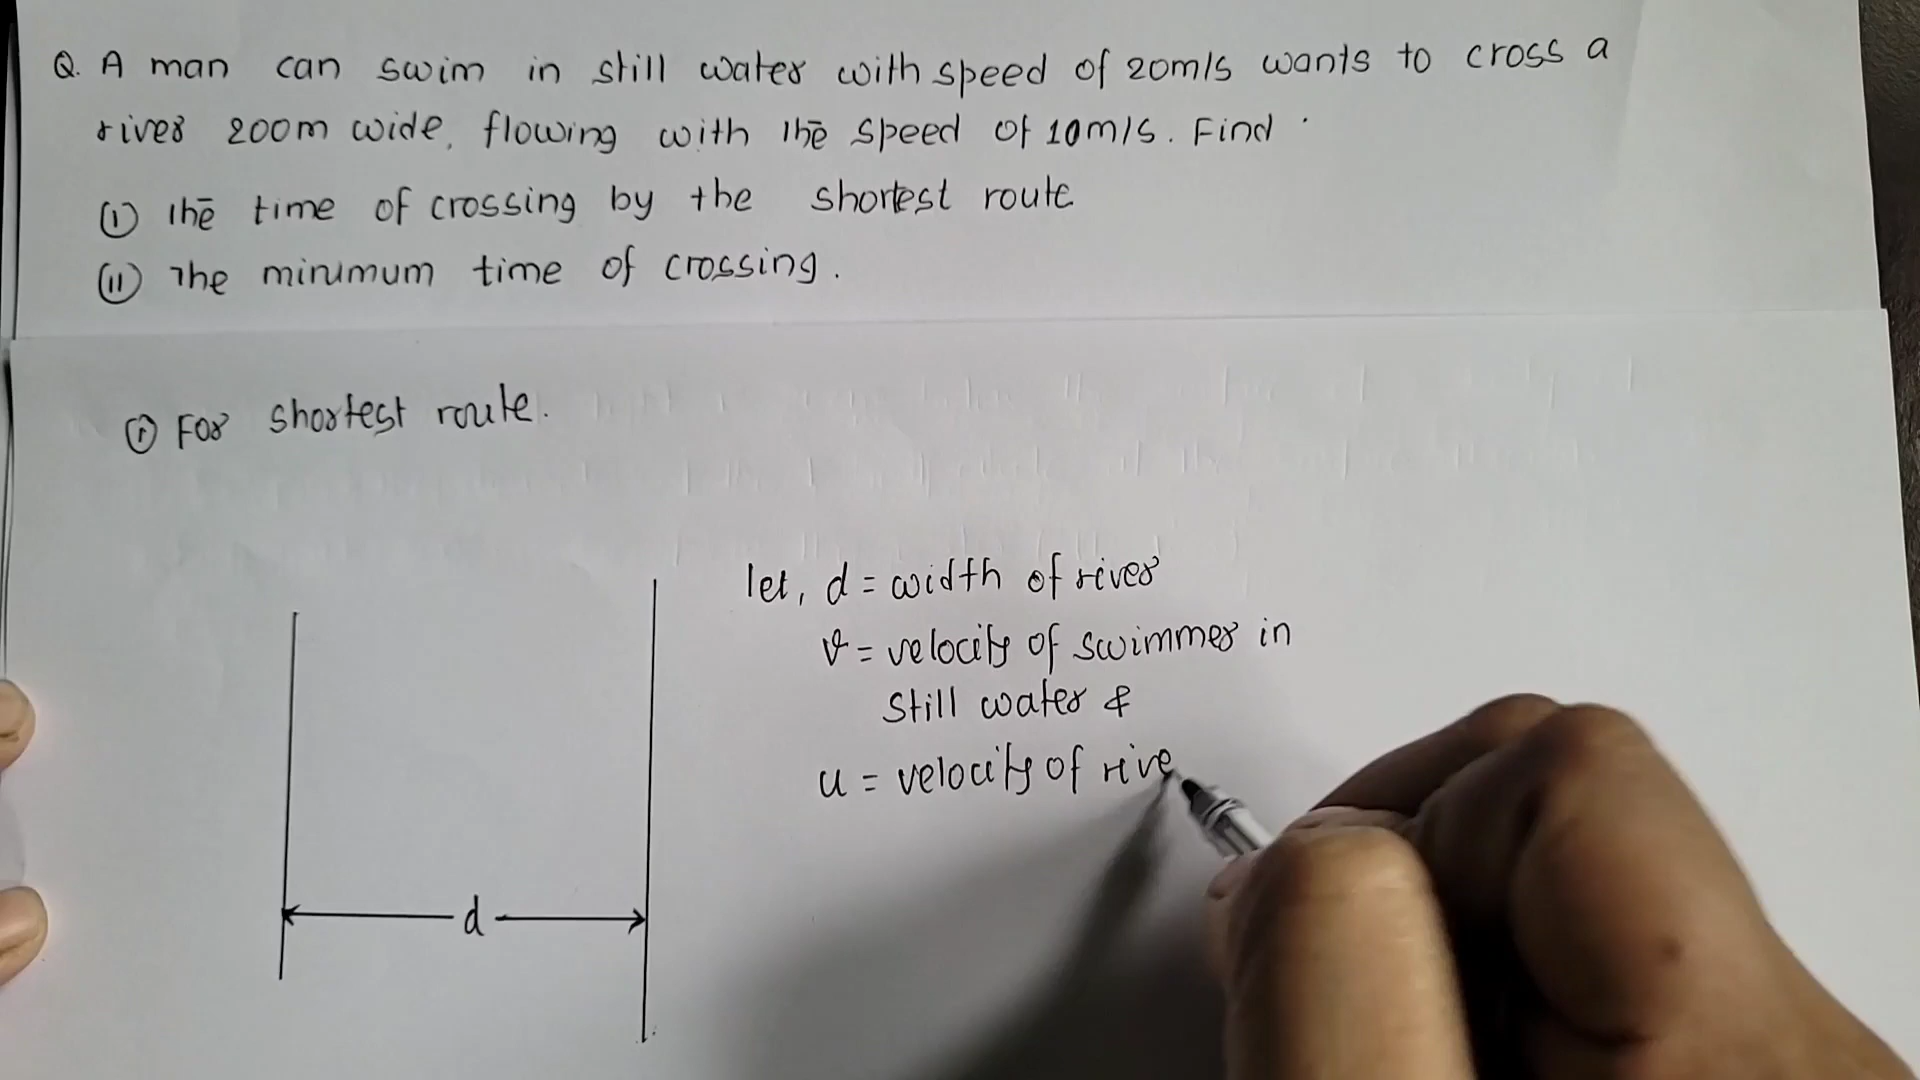 Q. A man can swim in still water with speed of 20m/s wants to cross a
river 200m wide, flowing with the speed of 10m/s. Find
(I) The time of crossing by the shortest route
(II) The minimum time of crossing.
(I) For shortest route.
let, d = width of river
v = velocity of swimmer in
still water &
u = velocity of rive
d